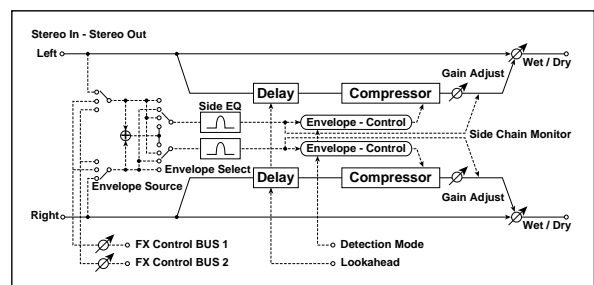 Stereo In - Stereo Out
Left
Wet / Dry
Gain Adjust
Delay
Compressor
Side EQ
Envelope - Control
Side Chain Monitor
Envelope - Control
Envelope Source
Envelope Select
Delay
Compressor
Gain Adjust
Right
Wet / Dry
FX Control BUS 1
Detection Mode
FX Control BUS 2
Lookahead